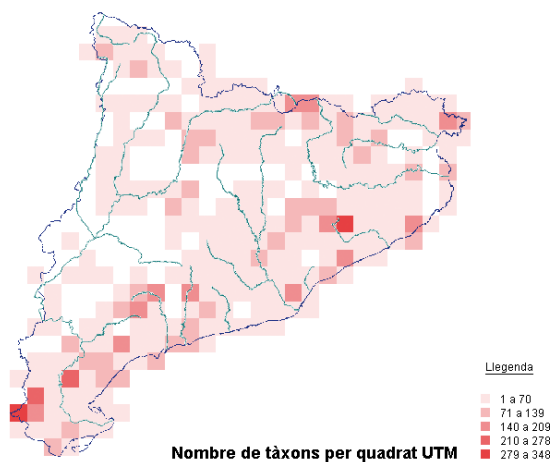 Llegenda
1 a 70
71 a 139
140 a 209
210 a 278
279 a 348
Nombre de tàxons per quadrat UTM